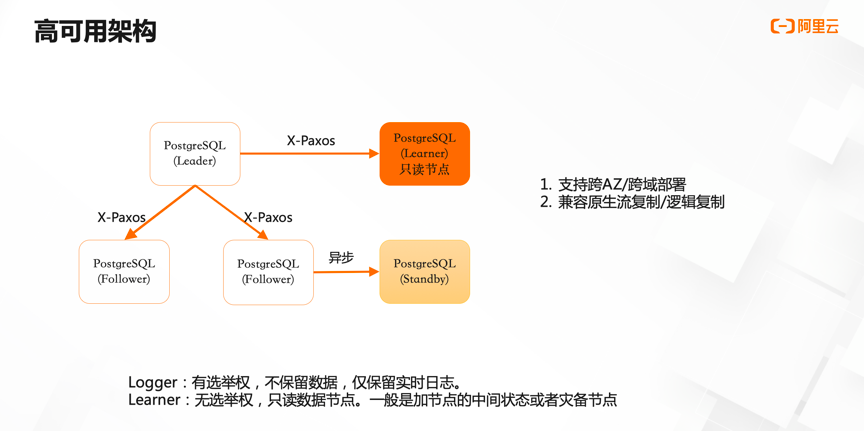 高可用架构
阿里云
PostgreSQL
(Leader)
X-Paxos
PostgreSQL
(Learner)
只读节点
1. 支持跨AZ/跨域部署
2. 兼容原生流复制/逻辑复制
X-Paxos
X-Paxos
PostgreSQL
(Follower)
PostgreSQL
(Follower)
异步
PostgreSQL
(Standby)
Logger：有选举权，不保留数据，仅保留实时日志。
Learner：无选举权，只读数据节点。一般是加节点的中间状态或者灾备节点